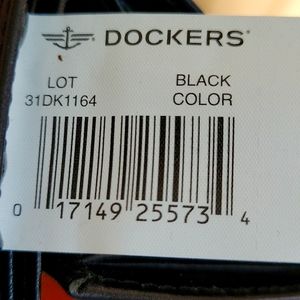 DOCKERS®
LOT BLACK
31DK1164 COLOR
0 17149 25573 4